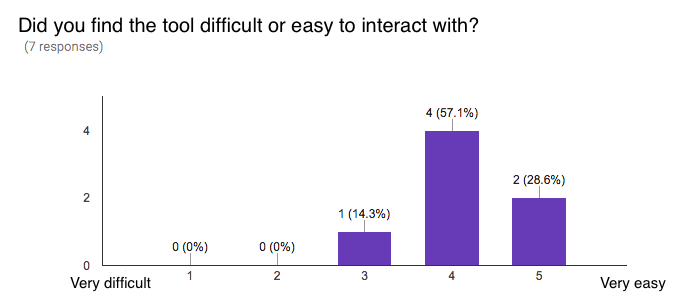 Did you find the tool difficult or easy to interact with?
(7 responses)
4 (57.1%)
4
2 (28.6%)
2
1 (14.3%)
0 (0%) 0 (0%)
0
1 2 3 4 5
Very difficult Very easy